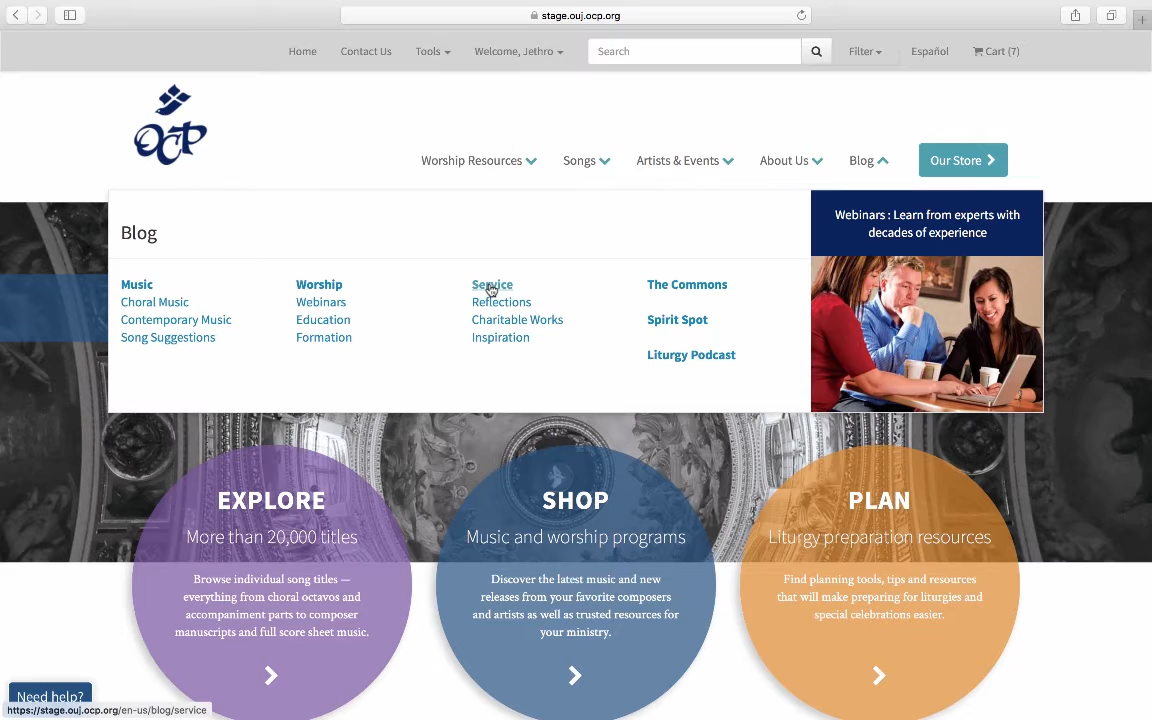 stage.ouj.ocp.org
Home
Contact Us
Tools
Welcome, Jethro
Search
Filter
Español
Cart (7)
OCP
Worship Resources
Songs
Artists & Events
About Us
Blog
Our Store
Blog
Music
Choral Music
Contemporary Music
Song Suggestions
Worship
Webinars
Education
Formation
Service
Reflections
Charitable Works
Inspiration
The Commons
Spirit Spot
Liturgy Podcast
Webinars : Learn from experts with
decades of experience
EXPLORE
More than 20,000 titles
Browse individual song titles —
everything from choral octavos and
accompaniment parts to composer
manuscripts and full score sheet music.
SHOP
Music and worship programs
Discover the latest music and new
releases from your favorite composers
and artists as well as trusted resources for
your ministry.
PLAN
Liturgy preparation resources
Find planning tools, tips and resources
that will make preparing for liturgies and
special celebrations easier.
Need help?
https://stage.ouj.ocp.org/en-us/blog/service